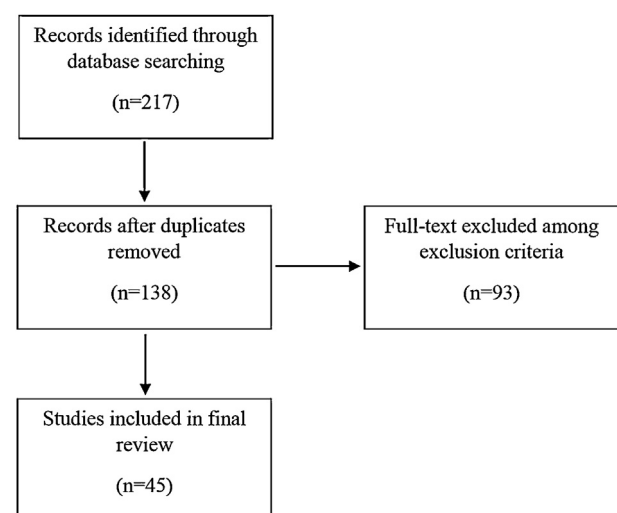 Records identified through
database searching
(n=217)
Records after duplicates
removed
(n=138)
Full-text excluded among
exclusion criteria
(n=93)
Studies included in final
review
(n=45)